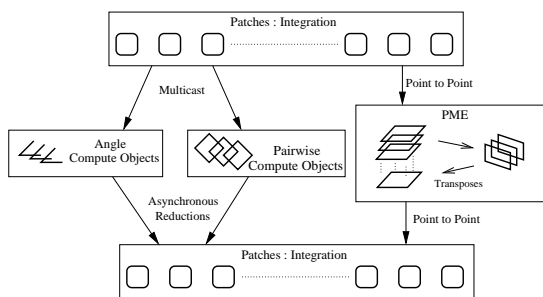 Patches : Integration
Multicast
Point to Point
Angle
Compute Objects
Pairwise
Compute Objects
PME
Transposes
Asynchronous
Reductions
Point to Point
Patches : Integration